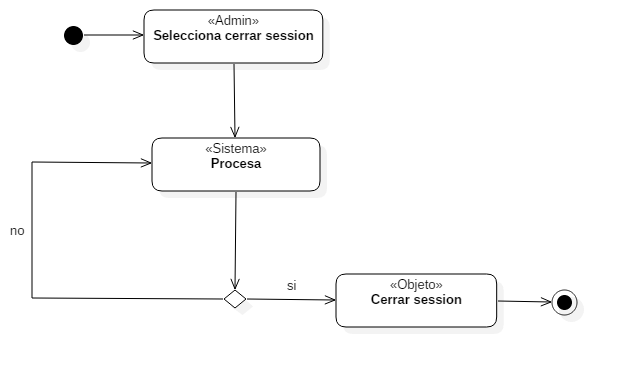 «Admin»
Selecciona cerrar session
«Sistema»
Procesa
no
si
«Objeto»
Cerrar session